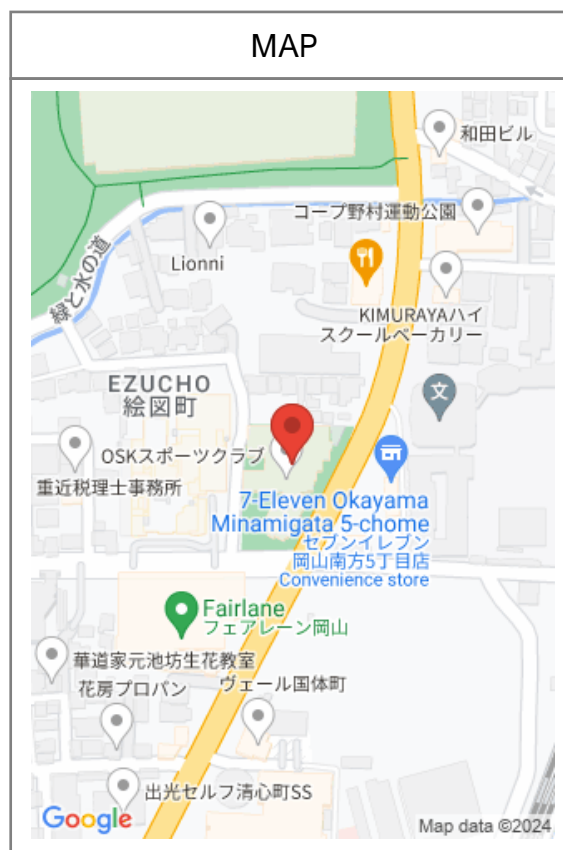 MAP
和田ビル
コープ野村運動公園
Lionni
緑と水の道
KIMURAYAハイ
スクールベーカリー
EZUCHO
絵図町
文
OSKスポーツクラブ
重近税理士事務所
7-Eleven Okayama
Minamigata 5-chome
セブンイレブン
岡山南方5丁目店
Convenience store
Fairlane
フェアレーン岡山
華道家元池坊生花教室
花房プロパン
ヴェール国体町
出光セルフ清心町SS
Google
Map data ©2024